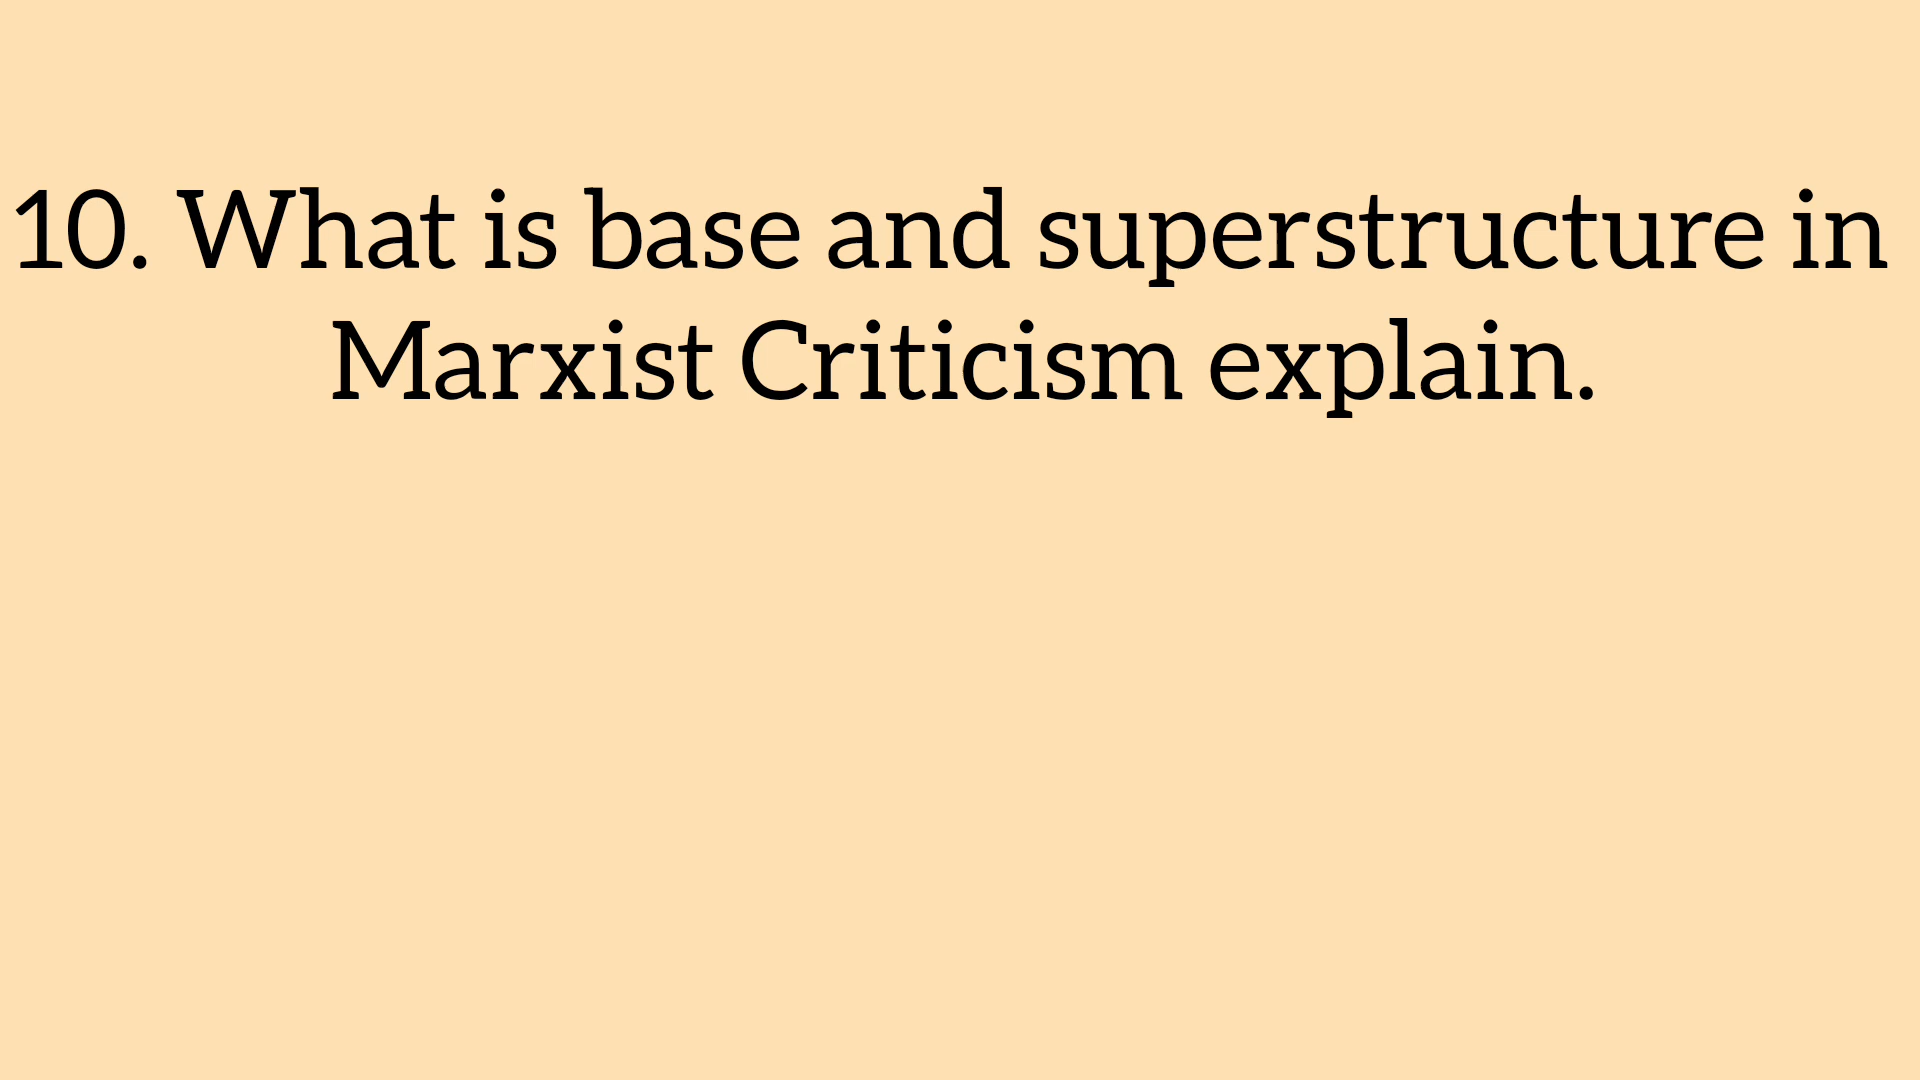 10. What is base and superstructure in
Marxist Criticism explain.